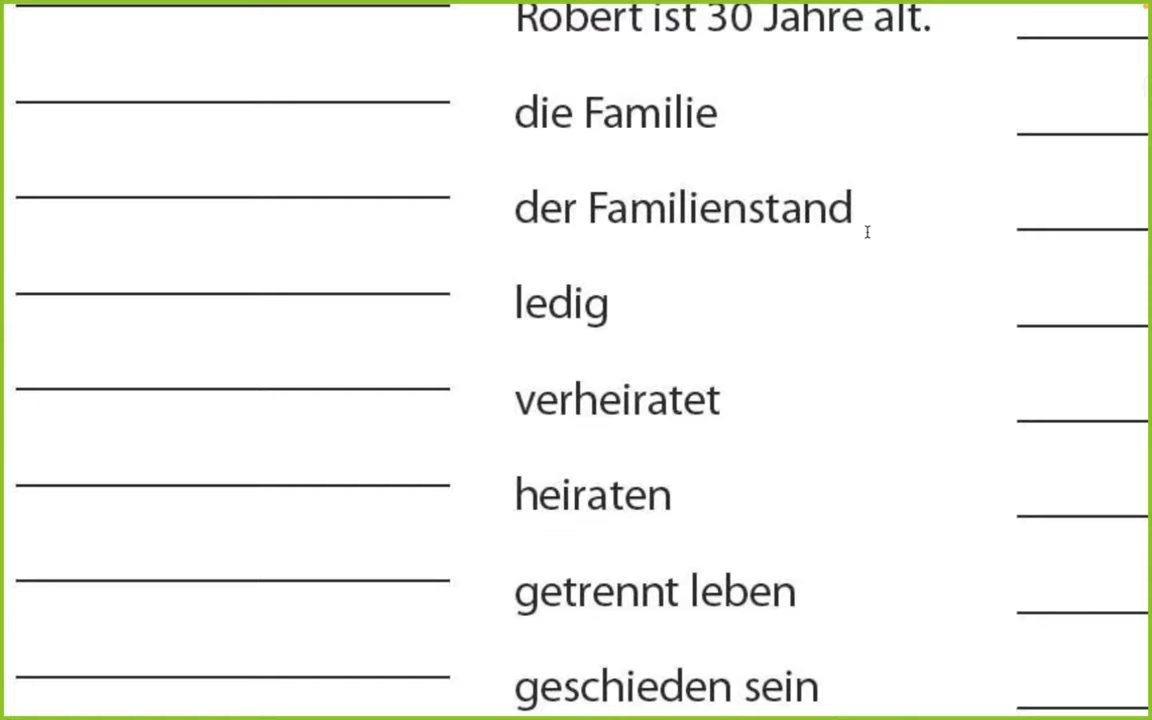 Robert ist 30 Jahre alt.
die Familie
der Familienstand
ledig
verheiratet
heiraten
getrennt leben
geschieden sein